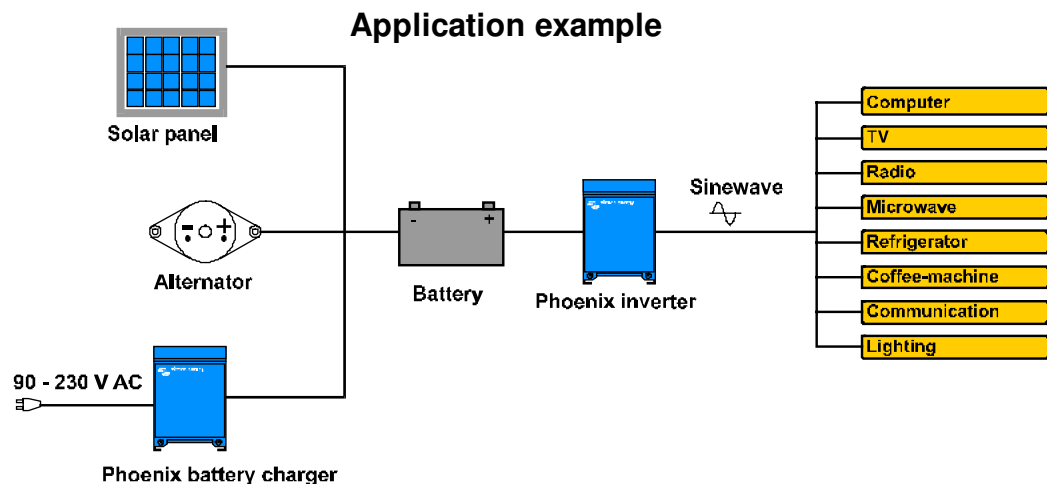 Application example
Solar panel
- +
Alternator
90 - 230 V AC
Phoenix battery charger
- +
Battery
Phoenix inverter
Sinewave
Computer
TV
Radio
Microwave
Refrigerator
Coffee-machine
Communication
Lighting